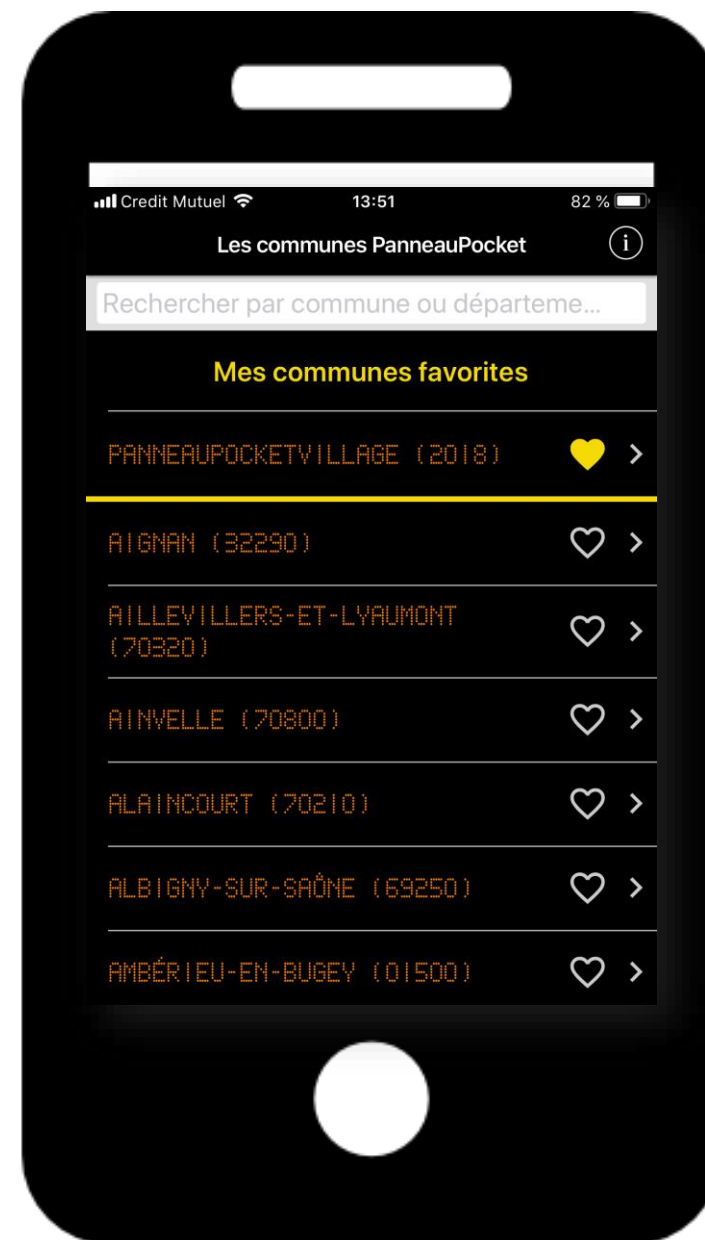 Credit Mutuel 13:51 82 %
Les communes PanneauPocket i
Rechercher par commune ou départeme...
Mes communes favorites
PANNEAUPOCKETVILLAGE (2018)
AIGNAN (32290)
AILLEVILLERS-ET-LYAUMONT
(70320)
AINVELLE (70800)
ALAINCOURT (70210)
ALBIGNY-SUR-SAÔNE (69250)
AMBÉRIEU-EN-BUGEY (01500)